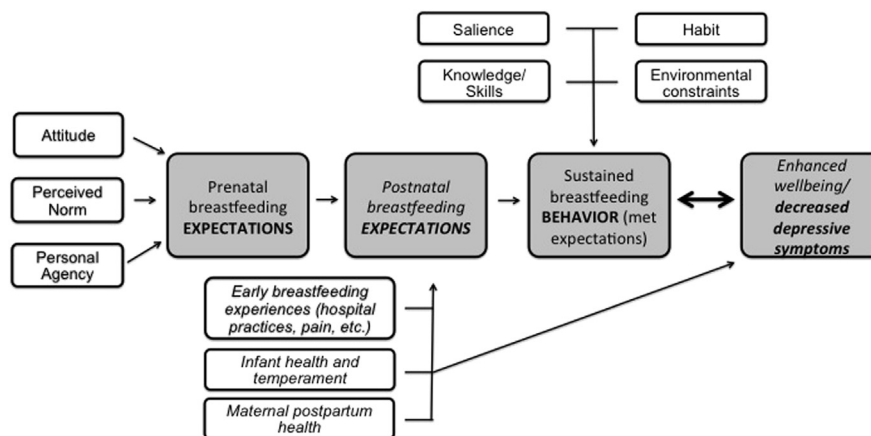 Salience
Habit
Knowledge/
Skills
Environmental
constraints
Attitude
Perceived
Norm
Personal
Agency
Prenatal
breastfeeding
EXPECTATIONS
Postnatal
breastfeeding
EXPECTATIONS
Sustained
breastfeeding
BEHAVIOR (met
expectations)
Enhanced
wellbeing/
decreased
depressive
symptoms
Early breastfeeding
experiences (hospital
practices, pain, etc.)
Infant health and
temperament
Maternal postpartum
health